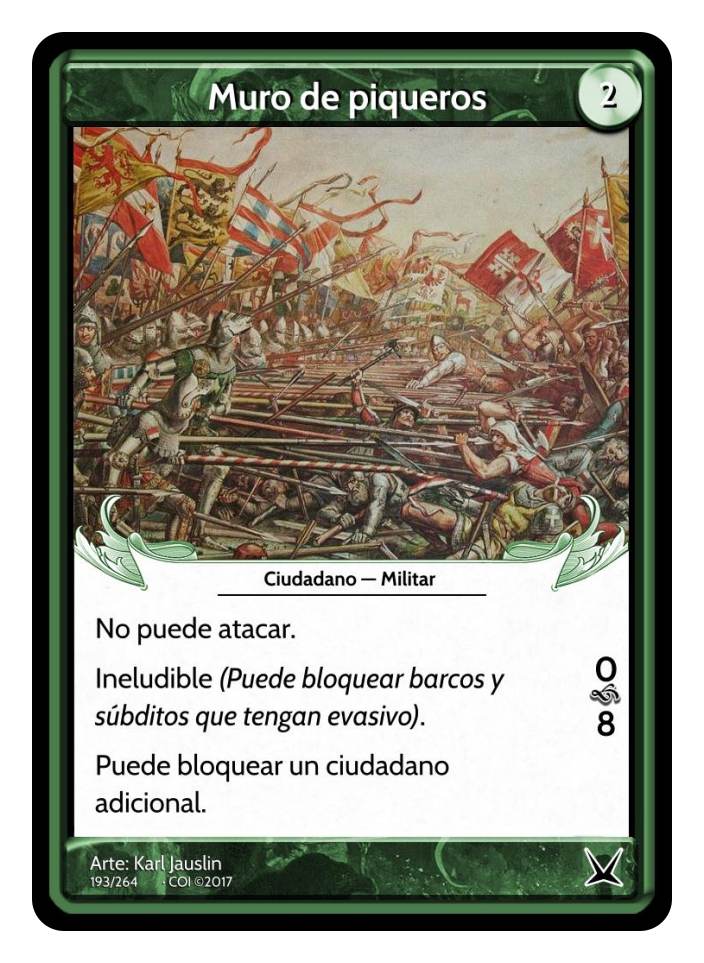 Muro de piqueros
2
Ciudadano — Militar
No puede atacar.
Ineludible (Puede bloquear barcos y
súbditos que tengan evasivo).
0
8
Puede bloquear un ciudadano
adicional.
Arte: Karl Jauslin
193/264 · COI ©2017